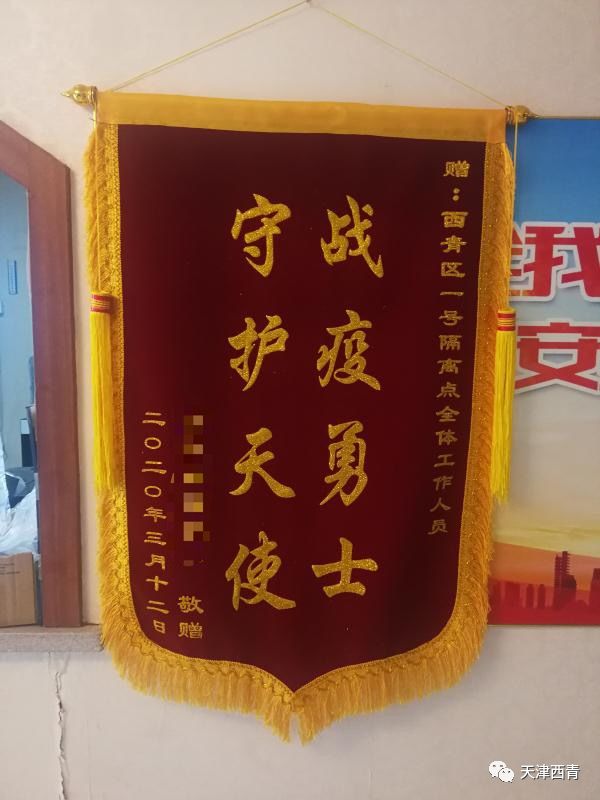 赠：西青区一号隔离点全体工作人员
战疫勇士
守护天使
敬赠
二〇二〇年三月十二日
我
安
天津西青